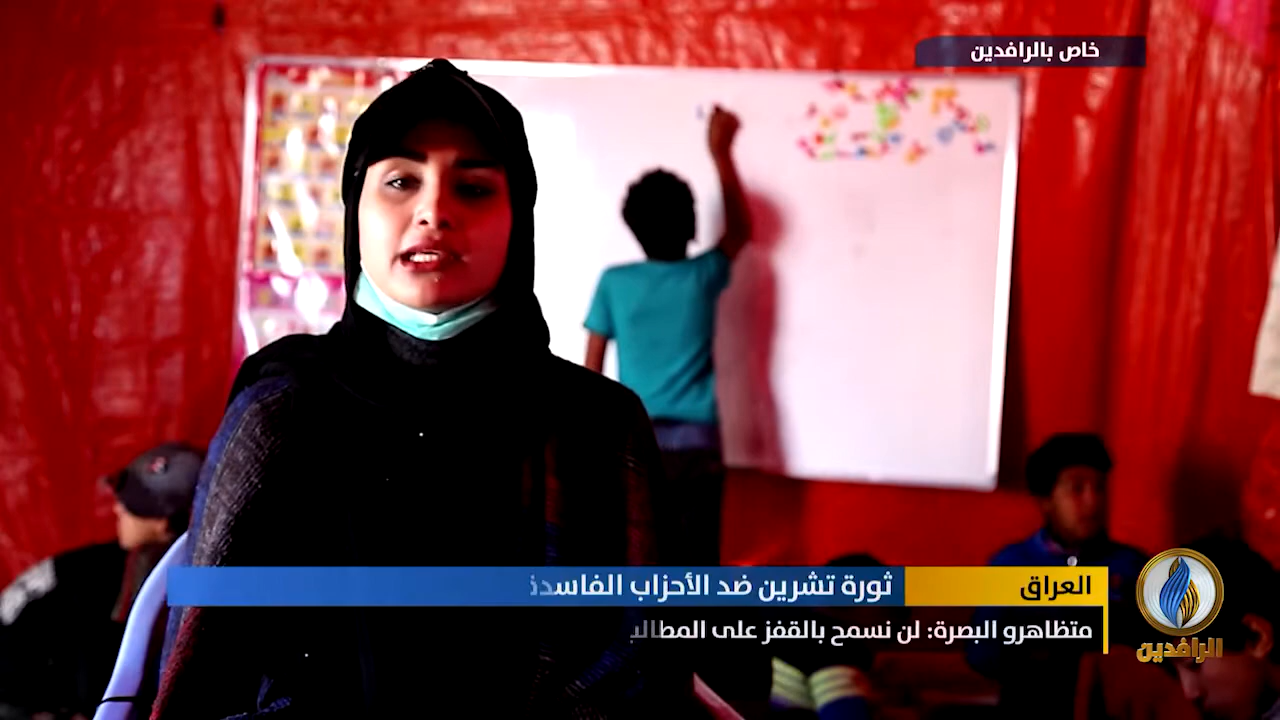 خاص بالرافدين
العراق
ثورة تشرين ضد الأحزاب
متظاهرو البصرة: لن نسمح بالقفز على
الرافدين